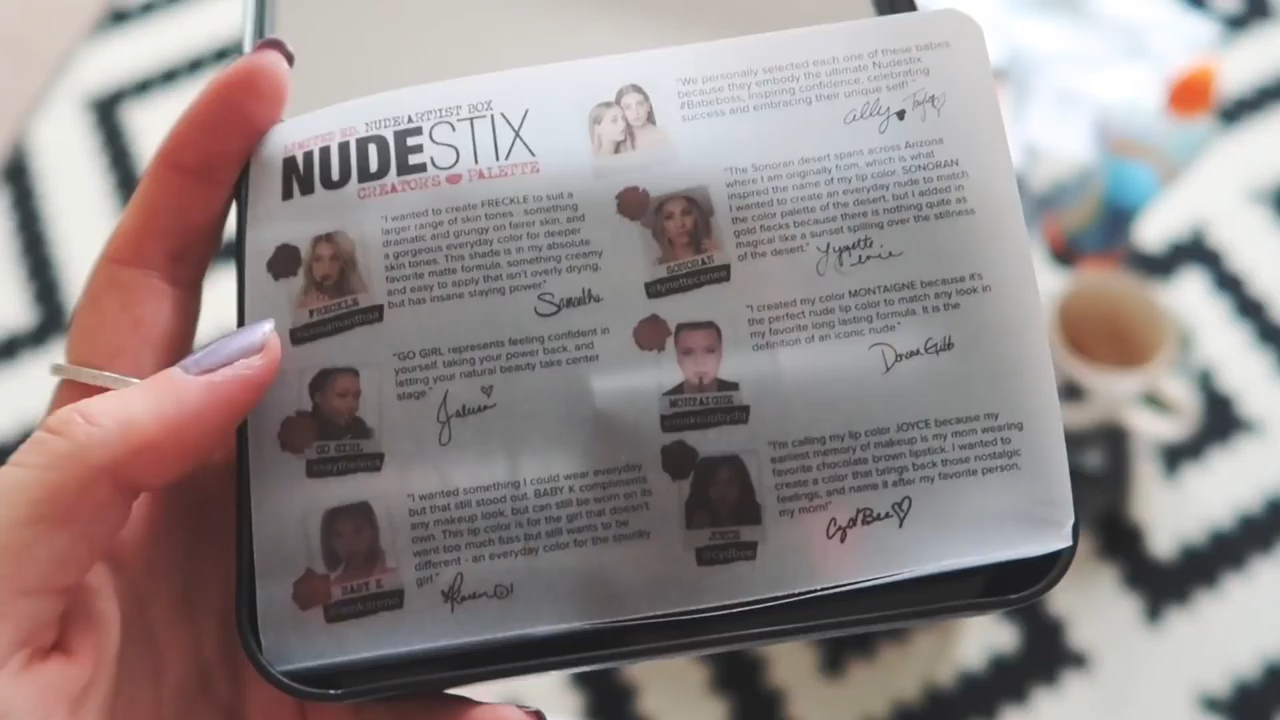 LIMITED ED. NUDE(ART)IST BOX
NUDESTIX
CREATOR'S PALETTE
"We personally selected each one of these babes
because they embody the ultimate Nudestix
#Babeboss, inspiring confidence, celebrating
success and embracing their unique self!"
ally Taylor
"I wanted to create FRECKLE to suit a
larger range of skin tones - something
dramatic and grungy on fairer skin, and
a gorgeous everyday color for deeper
skin tones. This shade is in my absolute
favorite matte formula, something creamy
and easy to apply that isn't overly drying,
but has insane staying power"
Samantha
FRECKLE
"GO GIRL represents feeling confident in
yourself, taking your power back, and
letting your natural beauty take center
stage."
GO GIRL
"I wanted something I could wear everyday
but that still stood out. BABY K compliments
any makeup look, but can still be worn on its
own. This lip color is for the girl that doesn't
want too much fuss but still wants to be
different - an everyday color for the spunky
girl."
Karen
BABY K
@iamkareno
"The Sonoran desert spans across Arizona
where I am originally from, which is what
inspired the name of my lip color, SONORAN.
I wanted to create an everyday nude to match
the color palette of the desert, but I added in
gold flecks because there is nothing quite as
magical like a sunset spilling over the stillness
of the desert."
Lynette
Cenée
SONORAN
@lynettecenee
"I created my color MONTAIGNE because it's
the perfect nude lip color to match any look in
my favorite long lasting formula. It is the
definition of an iconic nude"
MONTAIGNE
@makeupbydg
"I'm calling my lip color JOYCE because my
earliest memory of makeup is my mom wearing
favorite chocolate brown lipstick. I wanted to
create a color that brings back those nostalgic
feelings, and name it after my favorite person,
my mom!"
CydBee
JOYCE
@cydbee